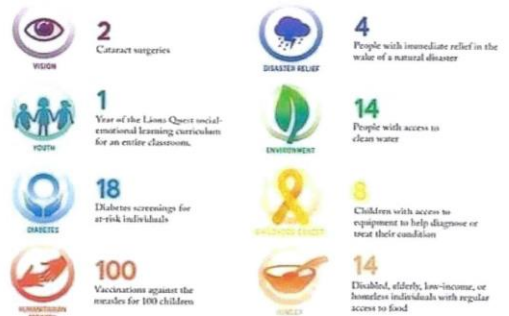 2
Cataract surgeries
VISION
4
People with immediate relief in the
wake of a natural disaster
DISASTER RELIEF
1
Year of the Lions Quest social-
emotional learning curriculum
for an entire classroom.
YOUTH
14
People with access to
clean water
ENVIRONMENT
18
Diabetes screenings for
at-risk individuals
DIABETES
8
Children with access to
equipment to help diagnose or
treat their condition
CHILDHOOD CANCER
100
Vaccinations against the
measles for 100 children
HUMANITARIAN
14
Disabled, elderly, low-income, or
homeless individuals with regular
access to food
HUNGER